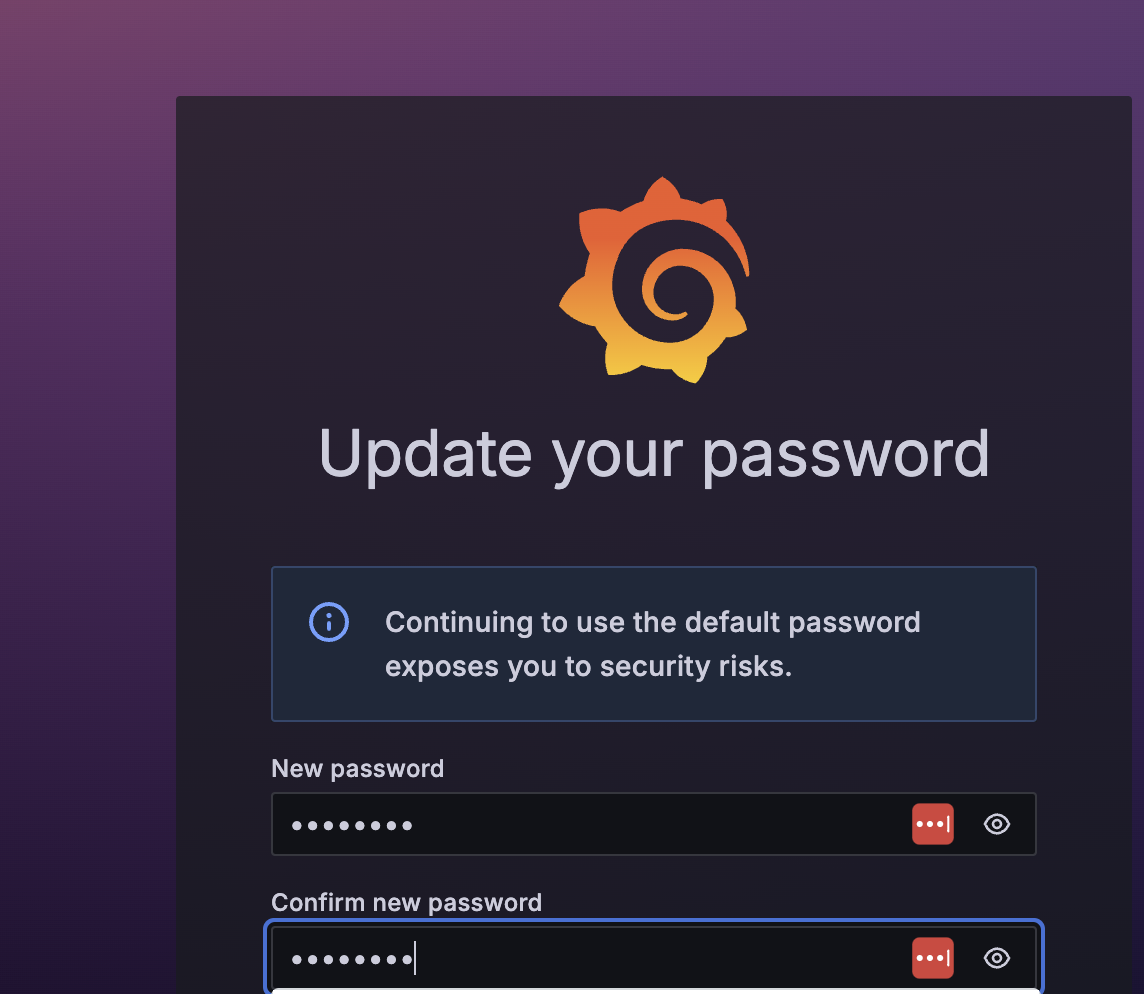 Update your password
Continuing to use the default password
exposes you to security risks.
New password
••••••••
Confirm new password
••••••••